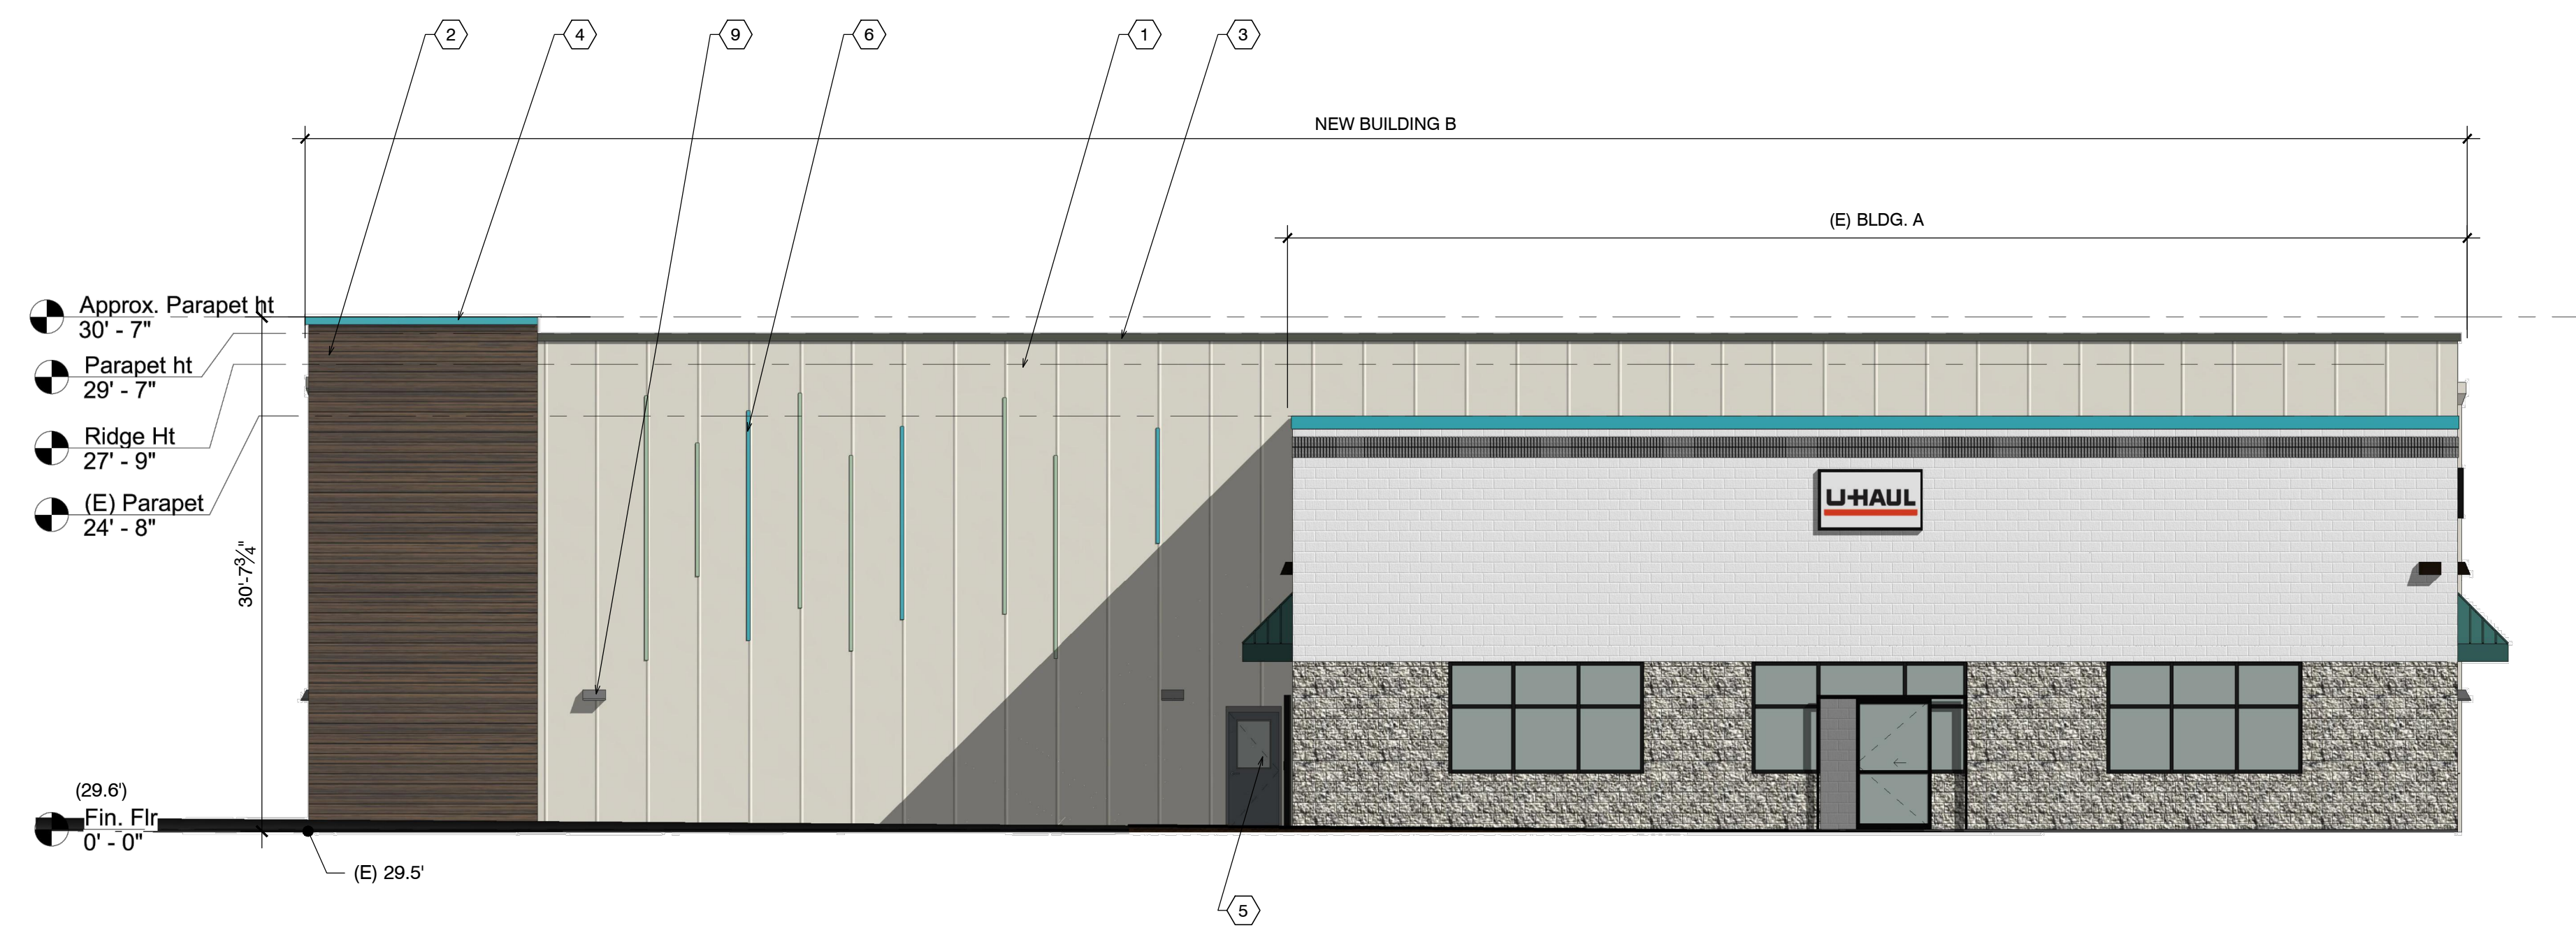 2
4
9
6
1
3
NEW BUILDING B
(E) BLDG. A
Approx. Parapet ht
30' - 7"
Parapet ht
29' - 7"
Ridge Ht
27' - 9"
(E) Parapet
24' - 8"
U-HAUL
30'-7¾"
(29.6')
Fin. Flr
0' - 0"
(E) 29.5'
5